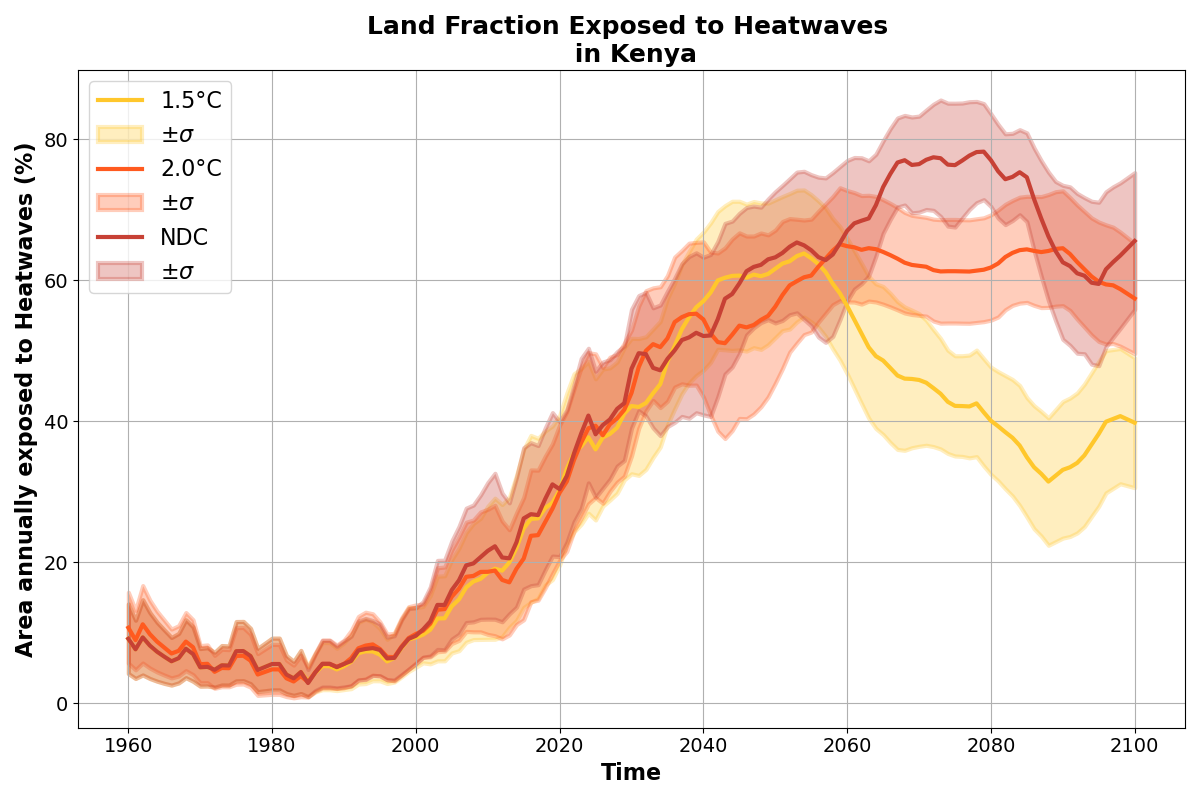 Land Fraction Exposed to Heatwaves
in Kenya
Area annually exposed to Heatwaves (%)
80
60
40
20
0
1.5°C
±σ
2.0°C
±σ
NDC
±σ
1960
1980
2000
2020
2040
2060
2080
2100
Time